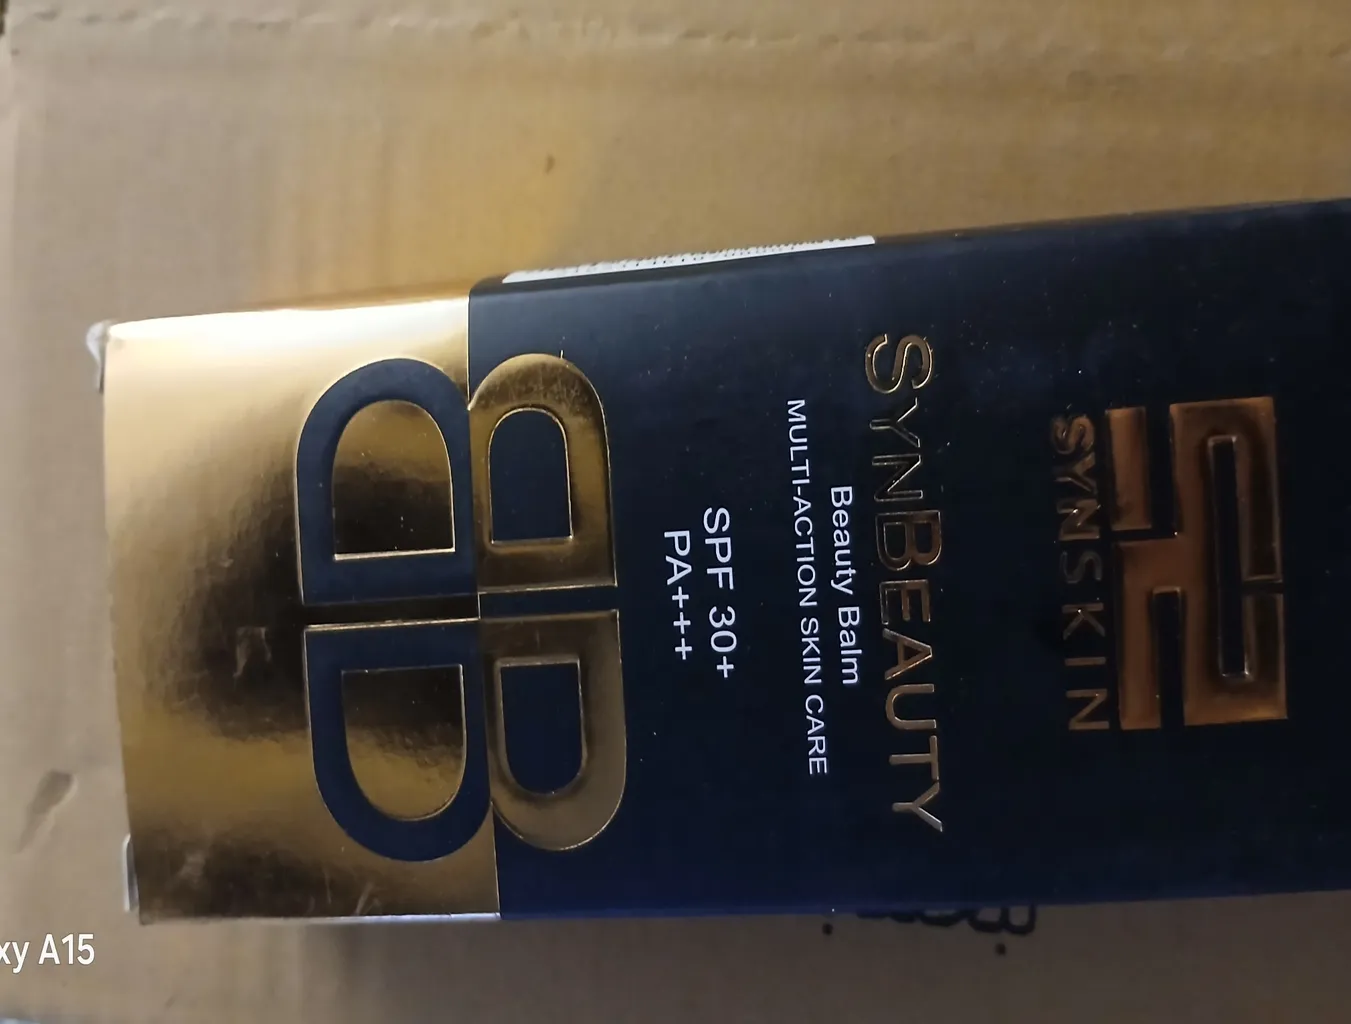 SYNSKIN
SYNBEAUTY
Beauty Balm
MULTI-ACTION SKIN CARE
SPF 30+
PA+++
BB
xy A15